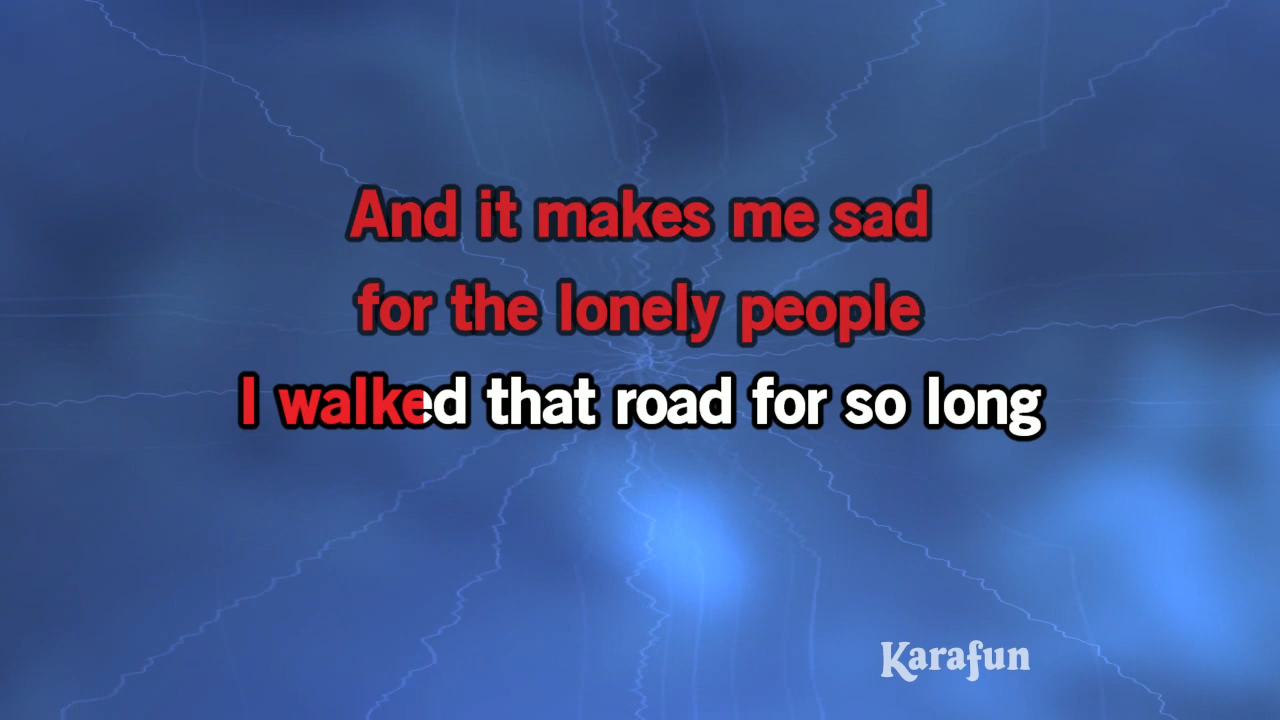 And it makes me sad
for the lonely people
I walked that road for so long
Karafun